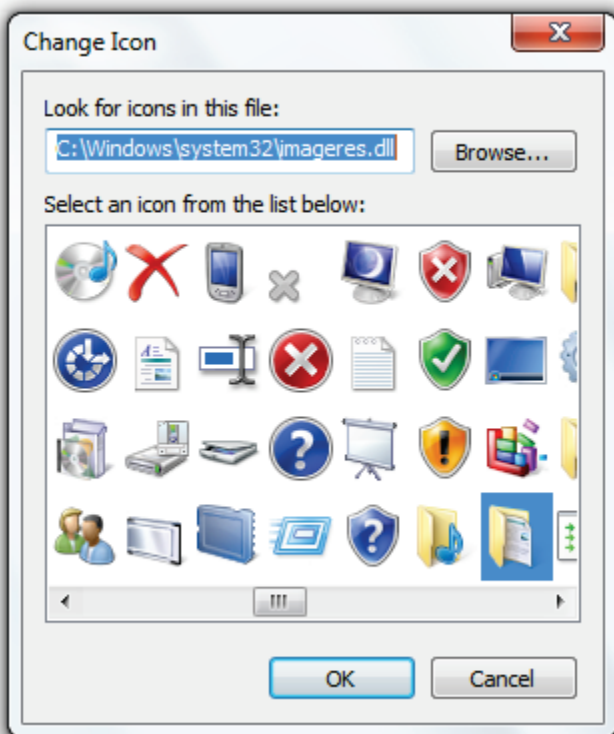 Change Icon
Look for icons in this file:
C:\Windows\system32\imageres.dll
Browse...
Select an icon from the list below:
OK
Cancel